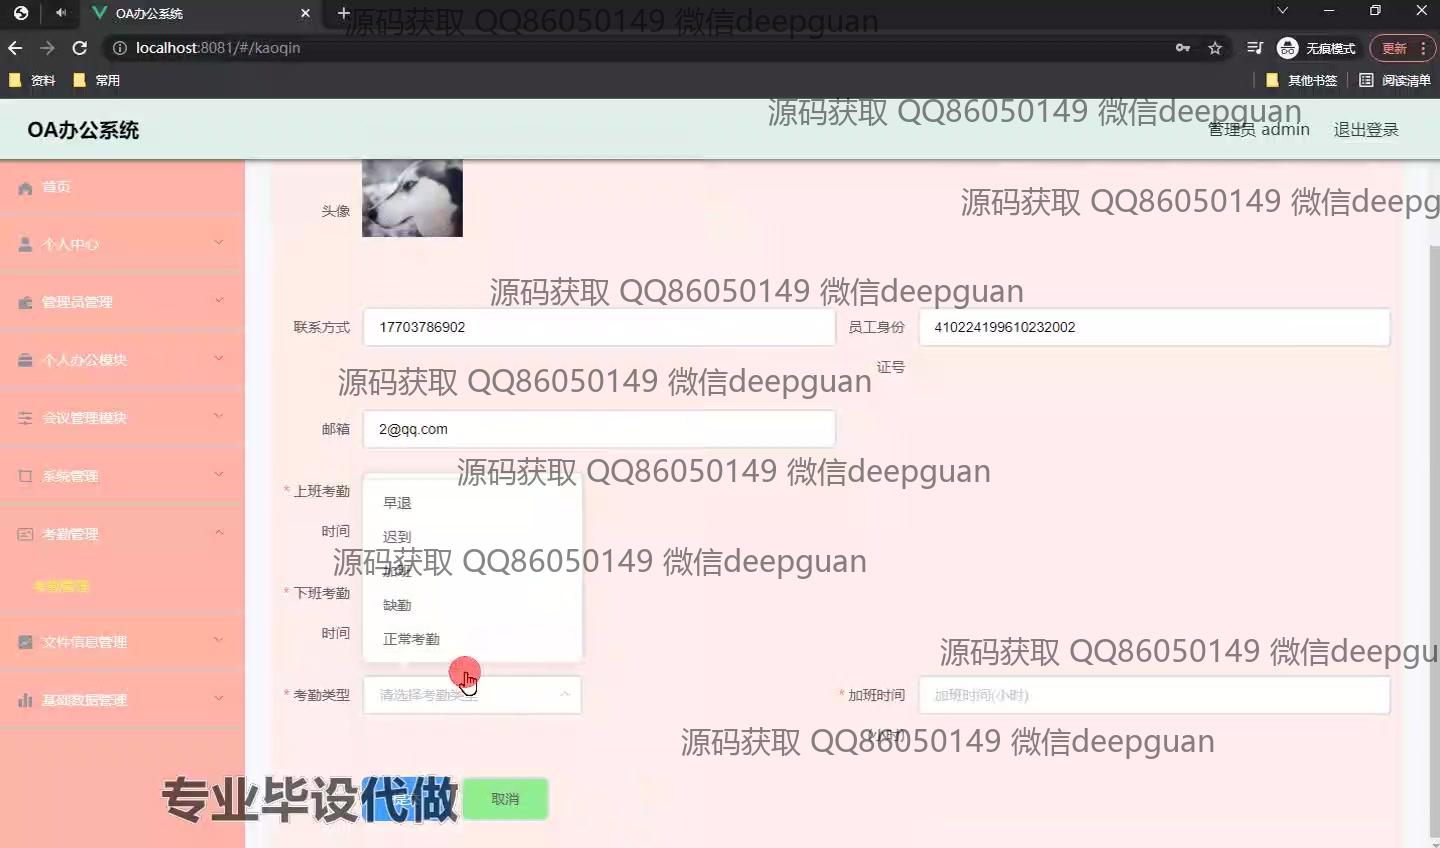 OA办公系统
源码获取 QQ86050149 微信deepguan
localhost:8081/#/kaoqin
无痕模式
更新
资料
常用
其他书签
阅读清单
源码获取 QQ86050149 微信deepguan
OA办公系统
管理员 admin
退出登录
首页
源码获取 QQ86050149 微信deepg
头像
个人中心
源码获取 QQ86050149 微信deepguan
管理员管理
联系方式
17703786902
员工身份
证号
410224199610232002
个人办公模块
源码获取 QQ86050149 微信deepguan
会议管理模块
邮箱
2@qq.com
系统管理
源码获取 QQ86050149 微信deepguan
* 上班考勤
时间
早退
迟到
考勤管理
源码获取 QQ86050149 微信deepguan
加班
考勤管理
* 下班考勤
时间
缺勤
正常考勤
文件信息管理
源码获取 QQ86050149 微信deepgu
基础数据管理
* 考勤类型
请选择考勤类型
* 加班时间
加班时间(小时)
源码获取 QQ86050149 微信deepguan
专业毕设代做
取消